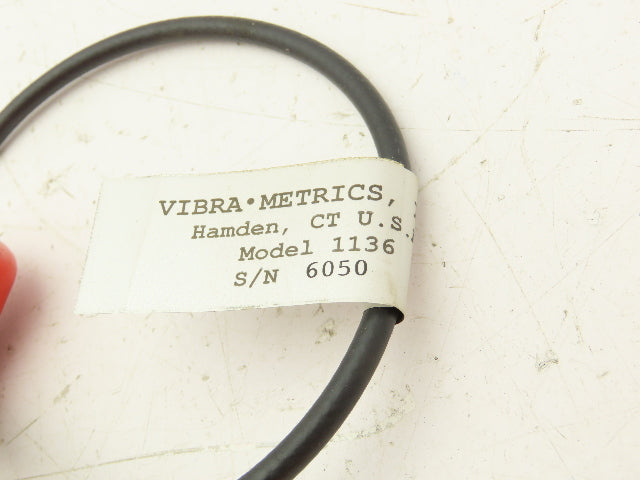 VIBRA•METRICS,
Hamden, CT U.S.
Model 1136
S/N 6050